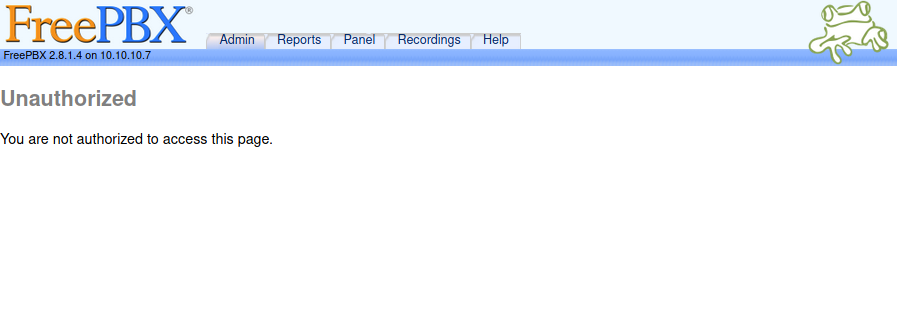 FreePBX®
Admin Reports Panel Recordings Help
FreePBX 2.8.1.4 on 10.10.10.7
Unauthorized
You are not authorized to access this page.